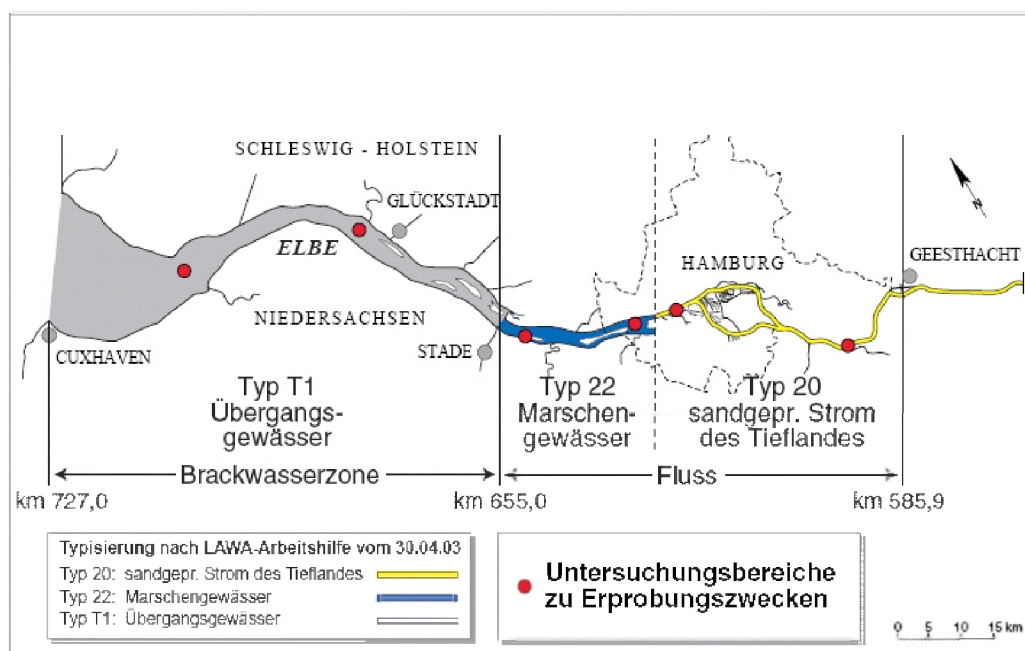 SCHLESWIG - HOLSTEIN
GLÜCKSTADT
ELBE
HAMBURG
GEESTHACHT
N
NIEDERSACHSEN
CUXHAVEN
STADE
Typ T1
Übergangs-
gewässer
Typ 22
Marschen-
gewässer
Typ 20
sandgepr. Strom
des Tieflandes
Brackwasserzone
Fluss
km 727,0
km 655,0
km 585,9
Typisierung nach LAWA-Arbeitshilfe vom 30.04.03
Typ 20: sandgepr. Strom des Tieflandes
Typ 22: Marschengewässer
Typ T1: Übergangsgewässer
Untersuchungsbereiche
zu Erprobungszwecken
0 5 10 15 km